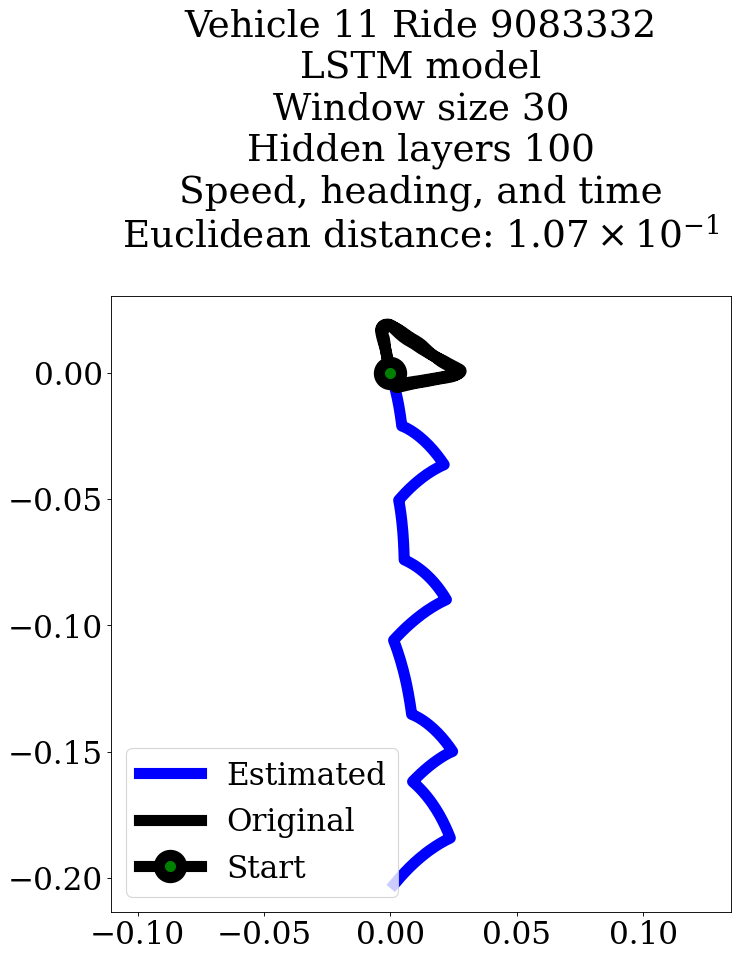 Vehicle 11 Ride 9083332
LSTM model
Window size 30
Hidden layers 100
Speed, heading, and time
Euclidean distance: 1.07 × 10⁻¹
0.00
−0.05
−0.10
−0.15
−0.20
Estimated
Original
Start
−0.10
−0.05
0.00
0.05
0.10